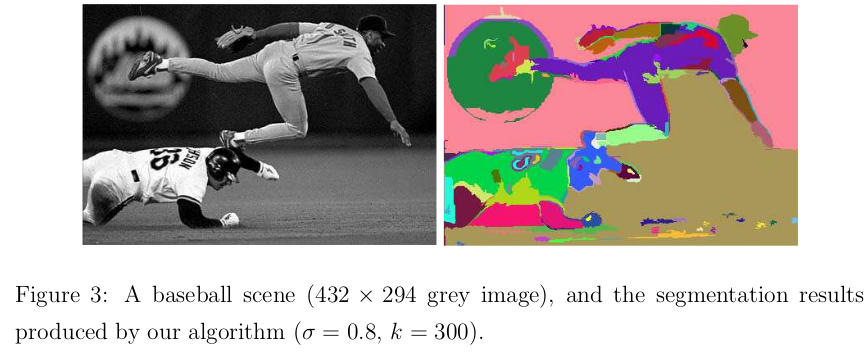 Figure 3: A baseball scene (432 × 294 grey image), and the segmentation results
produced by our algorithm (σ = 0.8, k = 300).